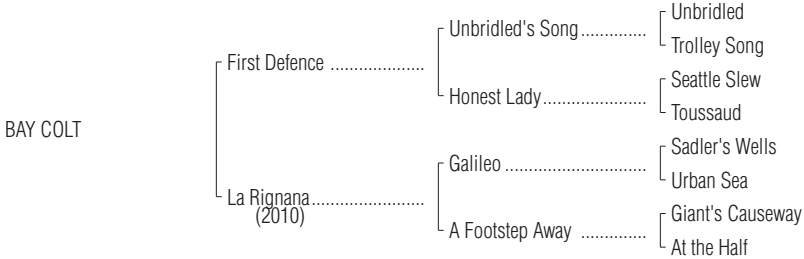 Unbridled
Unbridled's Song..............
Trolley Song
First Defence ....................
Seattle Slew
Honest Lady......................
Toussaud
BAY COLT
Sadler's Wells
Galileo ..............................
Urban Sea
La Rignana........................
(2010)
Giant's Causeway
A Footstep Away ..............
At the Half